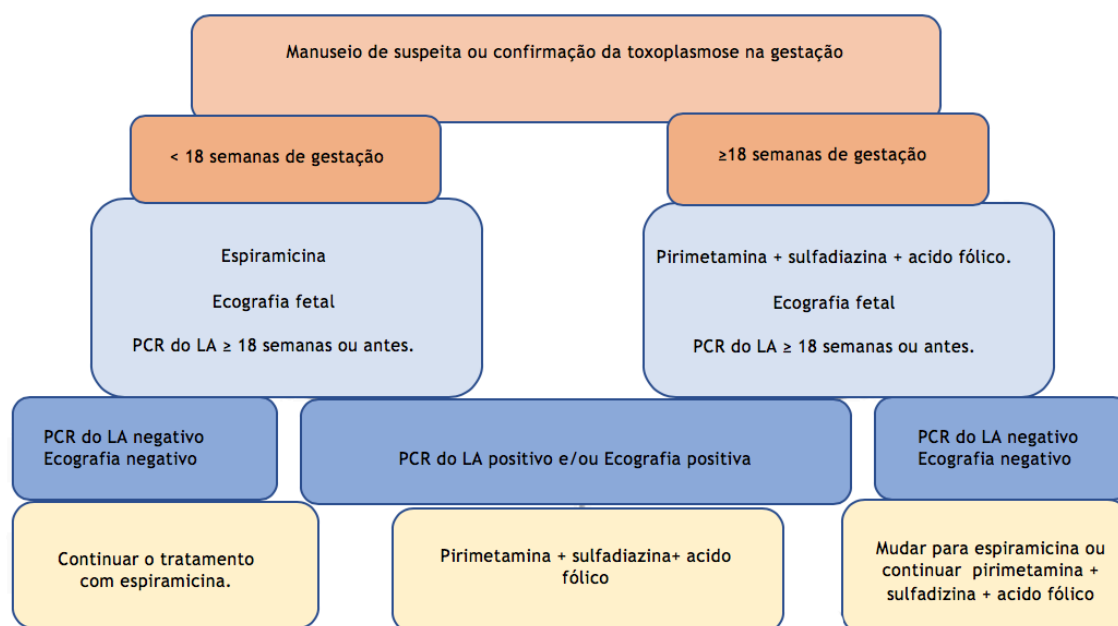 Manuseio de suspeita ou confirmação da toxoplasmose na gestação
< 18 semanas de gestação
≥18 semanas de gestação
Espiramicina
Ecografia fetal
PCR do LA ≥ 18 semanas ou antes.
Pirimetamina + sulfadiazina + acido fólico.
Ecografia fetal
PCR do LA ≥ 18 semanas ou antes.
PCR do LA negativo
Ecografia negativo
PCR do LA positivo e/ou Ecografia positiva
PCR do LA negativo
Ecografia negativo
Continuar o tratamento
com espiramicina.
Pirimetamina + sulfadiazina+ acido
fólico
Mudar para espiramicina ou
continuar pirimetamina +
sulfadizina + acido fólico